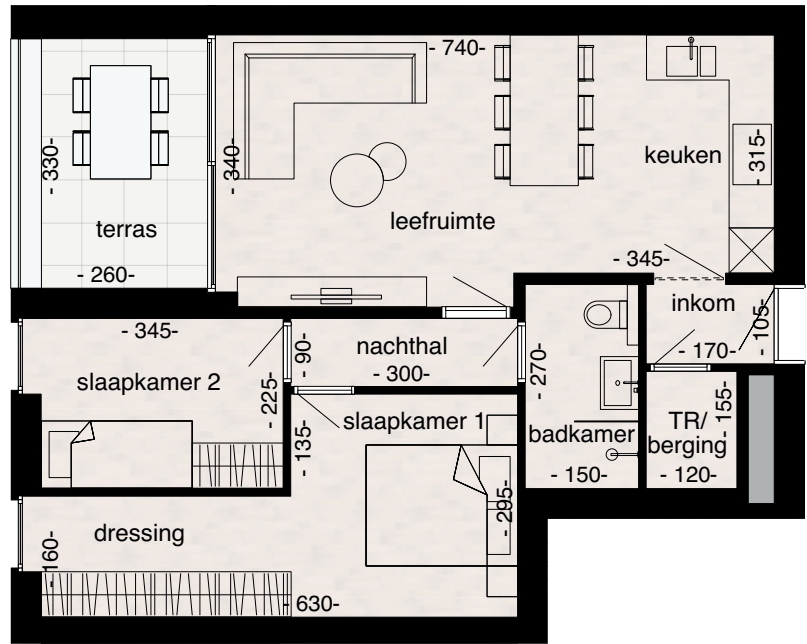 - 740-
- 330-
- 340-
keuken
- 315-
leefruimte
terras
- 260-
- 345-
inkom
- 105-
- 170-
- 345-
- 90-
nachthal
- 300-
- 270-
slaapkamer 2
- 225-
slaapkamer 1
- 135-
badkamer
- 150-
TR/
berging
- 155-
- 120-
- 295-
dressing
- 160-
- 630-